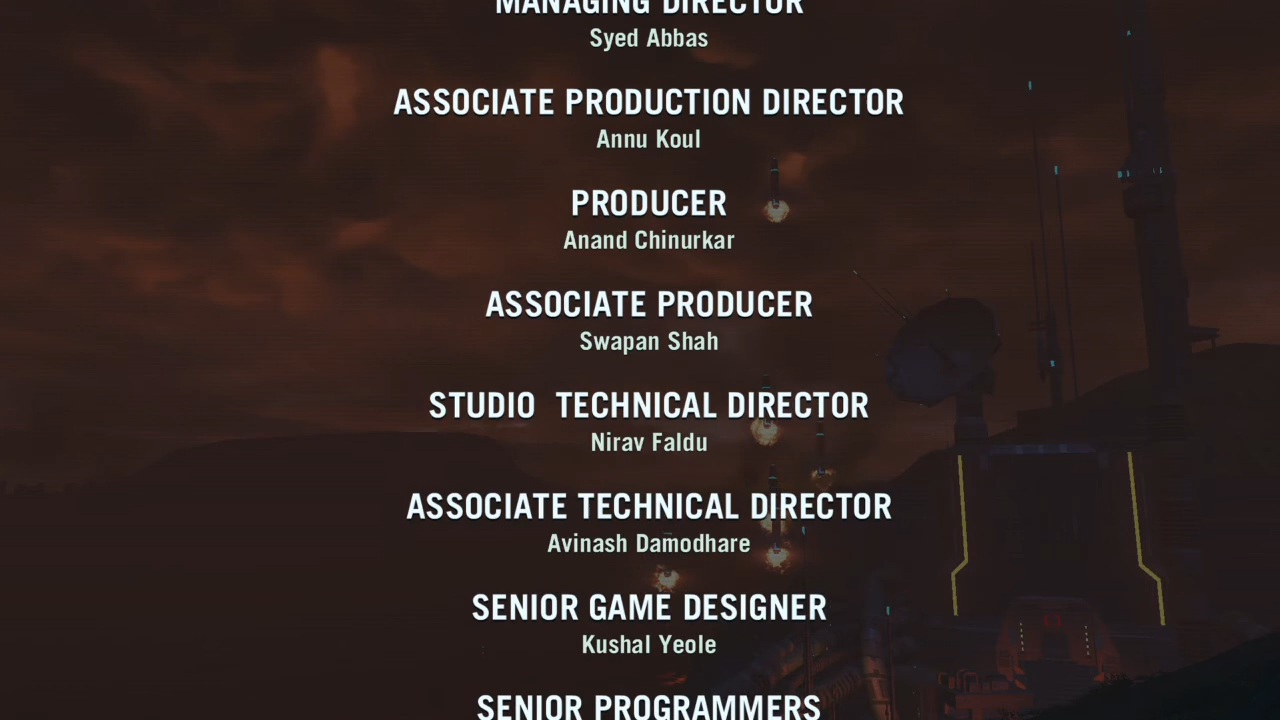 MANAGING DIRECTOR
Syed Abbas
ASSOCIATE PRODUCTION DIRECTOR
Annu Koul
PRODUCER
Anand Chinurkar
ASSOCIATE PRODUCER
Swapan Shah
STUDIO  TECHNICAL DIRECTOR
Nirav Faldu
ASSOCIATE TECHNICAL DIRECTOR
Avinash Damodhare
SENIOR GAME DESIGNER
Kushal Yeole
SENIOR PROGRAMMERS